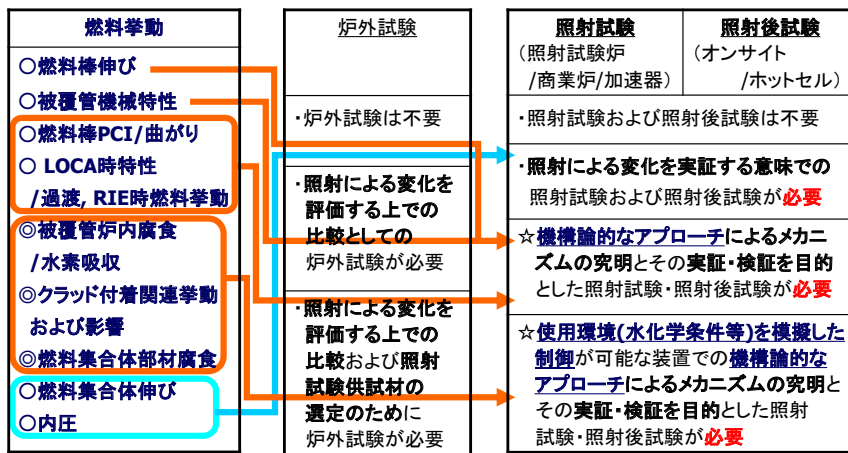 燃料挙動
○燃料棒伸び
○被覆管機械特性
○燃料棒PCI/曲がり
○ LOCA時特性
/過渡, RIE時燃料挙動
◎被覆管炉内腐食
/水素吸収
◎クラッド付着関連挙動
および影響
◎燃料集合体部材腐食
○燃料集合体伸び
○内圧
炉外試験
・炉外試験は不要
・照射による変化を
評価する上での
比較としての
炉外試験が必要
・照射による変化を
評価する上での
比較および照射
試験供試材の
選定のために
炉外試験が必要
照射試験
(照射試験炉
/商業炉/加速器)
照射後試験
(オンサイト
/ホットセル)
・照射試験および照射後試験は不要
・照射による変化を実証する意味での
照射試験および照射後試験が必要
☆機構論的なアプローチによるメカニ
ズムの究明とその実証・検証を目的
とした照射試験・照射後試験が必要
☆使用環境(水化学条件等)を模擬した
制御が可能な装置での機構論的な
アプローチによるメカニズムの究明と
その実証・検証を目的とした照射
試験・照射後試験が必要